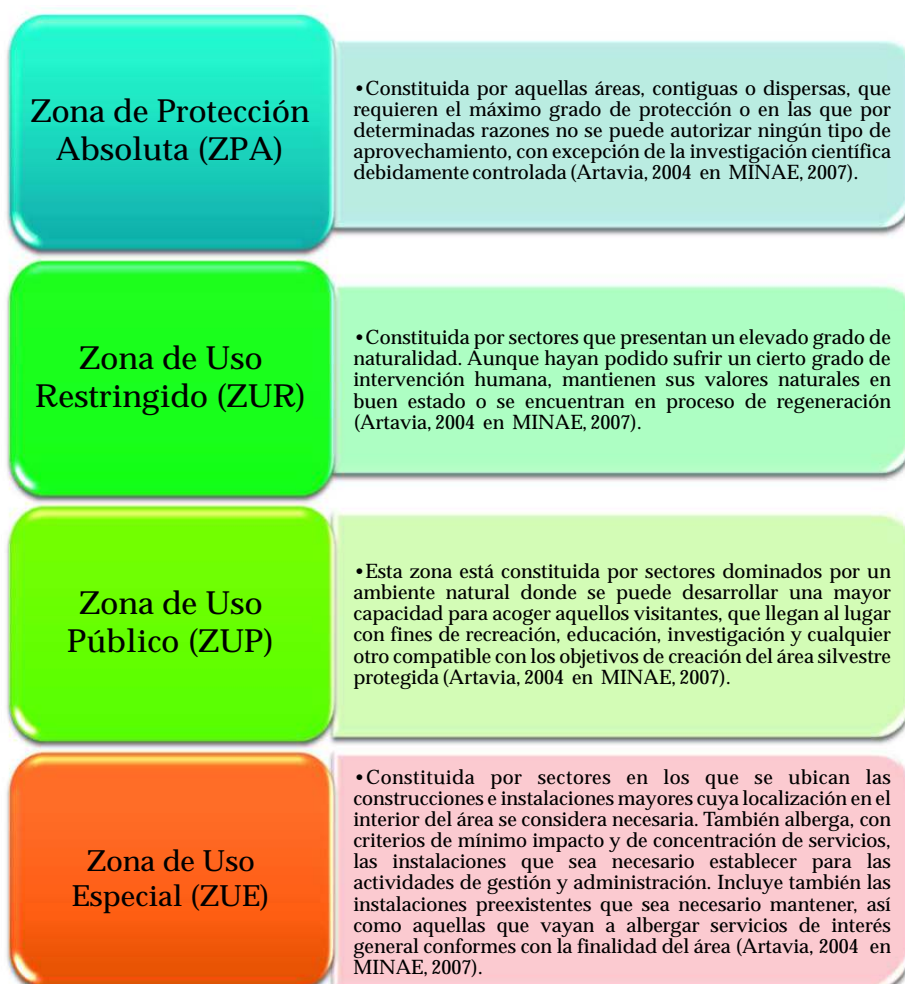 Zona de Protección
Absoluta (ZPA)
•Constituida por aquellas áreas, contiguas o dispersas, que
requieren el máximo grado de protección o en las que por
determinadas razones no se puede autorizar ningún tipo de
aprovechamiento, con excepción de la investigación científica
debidamente controlada (Artavia, 2004 en MINAE, 2007).
Zona de Uso
Restringido (ZUR)
•Constituida por sectores que presentan un elevado grado de
naturalidad. Aunque hayan podido sufrir un cierto grado de
intervención humana, mantienen sus valores naturales en
buen estado o se encuentran en proceso de regeneración
(Artavia, 2004 en MINAE, 2007).
Zona de Uso
Público (ZUP)
•Esta zona está constituida por sectores dominados por un
ambiente natural donde se puede desarrollar una mayor
capacidad para acoger aquellos visitantes, que llegan al lugar
con fines de recreación, educación, investigación y cualquier
otro compatible con los objetivos de creación del área silvestre
protegida (Artavia, 2004 en MINAE, 2007).
Zona de Uso
Especial (ZUE)
•Constituida por sectores en los que se ubican las
construcciones e instalaciones mayores cuya localización en el
interior del área se considera necesaria. También alberga, con
criterios de mínimo impacto y de concentración de servicios,
las instalaciones que sea necesario establecer para las
actividades de gestión y administración. Incluye también las
instalaciones preexistentes que sea necesario mantener, así
como aquellas que vayan a albergar servicios de interés
general conformes con la finalidad del área (Artavia, 2004 en
MINAE, 2007).